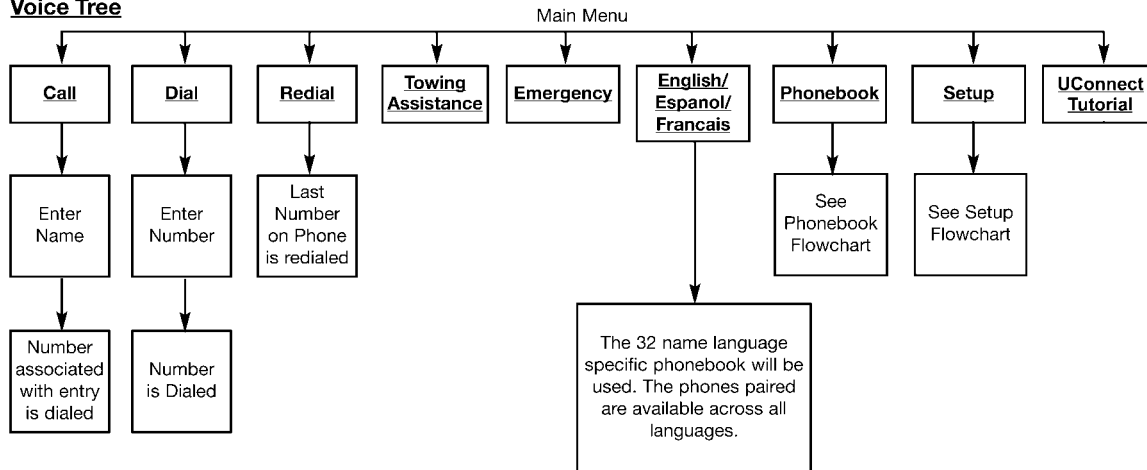 Voice Tree
Main Menu
Call
Dial
Redial
Towing
Assistance
Emergency
English/
Espanol/
Francais
Phonebook
Setup
UConnect
Tutorial
Enter
Name
Enter
Number
Last
Number
on Phone
is redialed
See
Phonebook
Flowchart
See Setup
Flowchart
Number
associated
with entry
is dialed
Number
is Dialed
The 32 name language
specific phonebook will be
used. The phones paired
are available across all
languages.